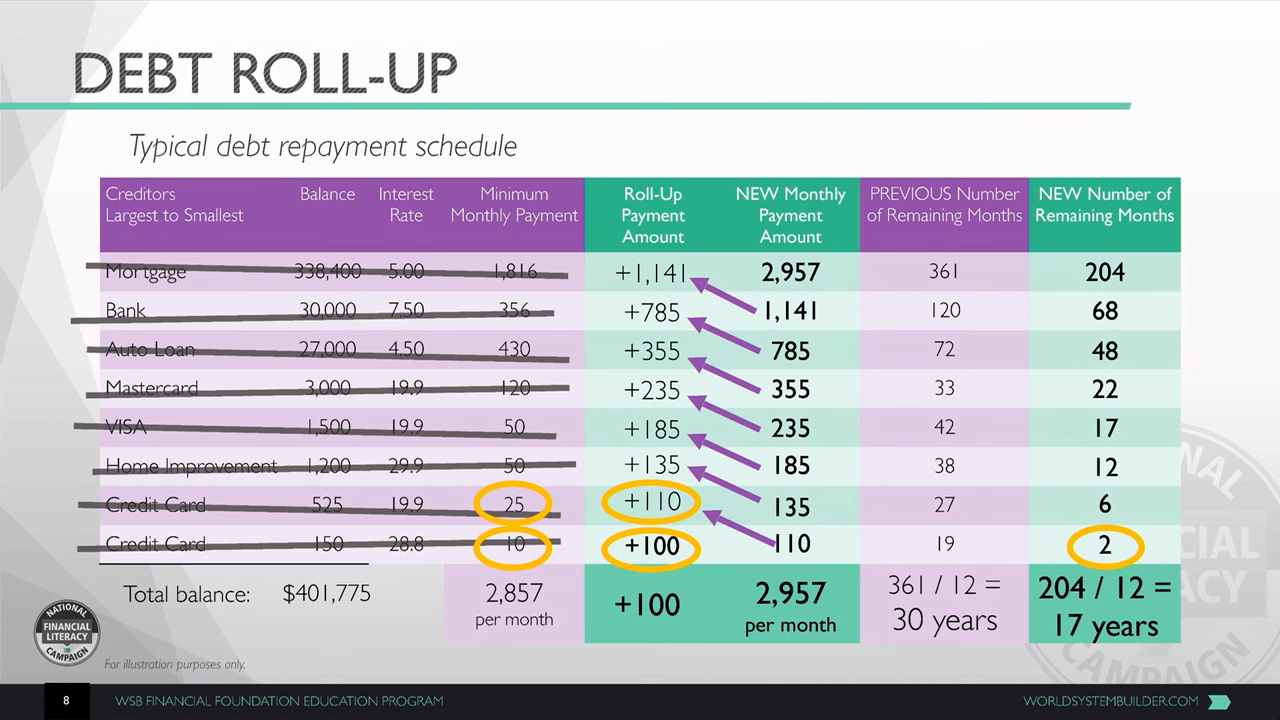 DEBT ROLL-UP
Typical debt repayment schedule
Creditors Balance Interest Minimum Roll-Up NEW Monthly PREVIOUS Number NEW Number of
Largest to Smallest Rate Monthly Payment Payment Payment of Remaining Months Remaining Months
Amount Amount
Mortgage 338,400 5.00 1,816 +1,141 2,957 361 204
Bank 30,000 7.50 356 +785 1,141 120 68
Auto Loan 27,000 4.50 430 +355 785 72 48
Mastercard 3,000 19.9 120 +235 355 33 22
VISA 1,500 19.9 50 +185 235 42 17
Home Improvement 1,200 29.9 50 +135 185 38 12
Credit Card 525 19.9 25 +110 135 27 6
Credit Card 150 28.8 10 +100 110 19 2
Total balance: $401,775 2,857 +100 2,957 361 / 12 = 204 / 12 =
per month per month 30 years 17 years
NATIONAL
FINANCIAL
LITERACY
CAMPAIGN
For illustration purposes only.
8 WSB FINANCIAL FOUNDATION EDUCATION PROGRAM WORLDSYSTEMBUILDER.COM